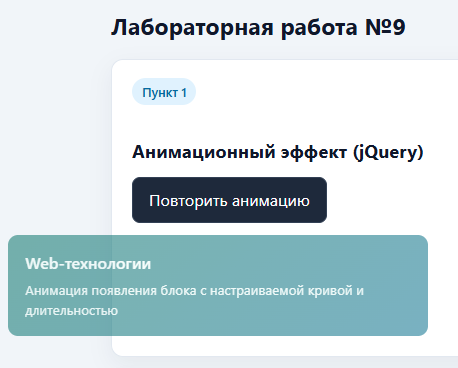 Лабораторная работа №9
Пункт 1
Анимационный эффект (jQuery)
Повторить анимацию
Web-технологии
Анимация появления блока с настраиваемой кривой и
длительностью